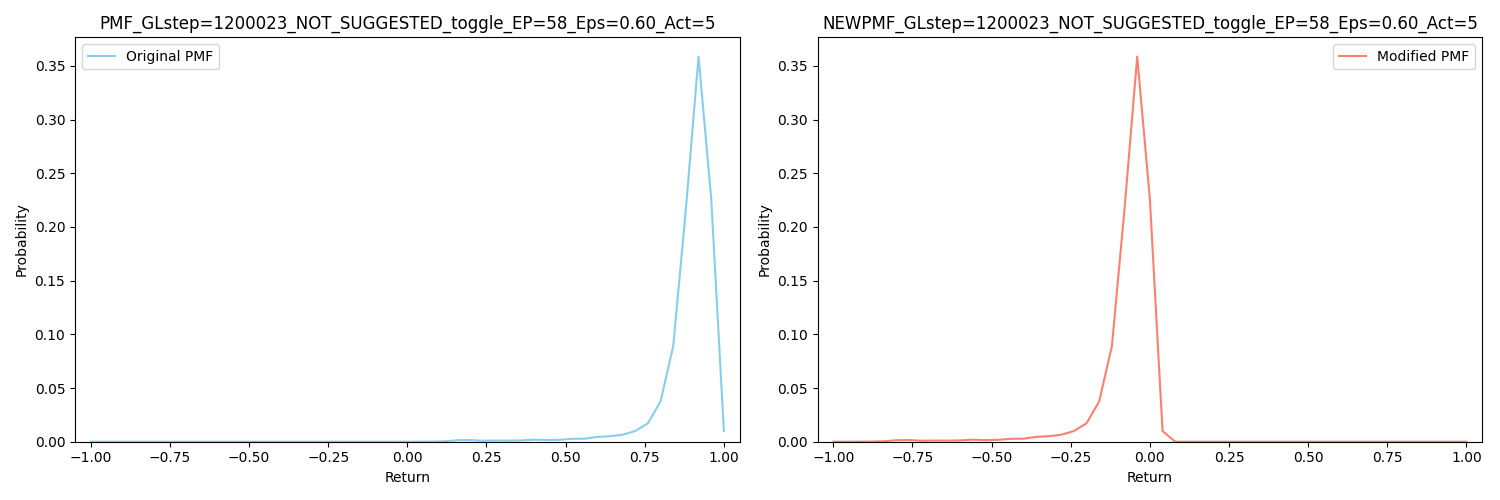 PMF_GLstep=1200023_NOT_SUGGESTED_toggle_EP=58_Eps=0.60_Act=5
Original PMF
Probability
0.35
0.30
0.25
0.20
0.15
0.10
0.05
0.00
−1.00 −0.75 −0.50 −0.25 0.00 0.25 0.50 0.75 1.00
Return
NEWPMF_GLstep=1200023_NOT_SUGGESTED_toggle_EP=58_Eps=0.60_Act=5
Modified PMF
Probability
0.35
0.30
0.25
0.20
0.15
0.10
0.05
0.00
−1.00 −0.75 −0.50 −0.25 0.00 0.25 0.50 0.75 1.00
Return